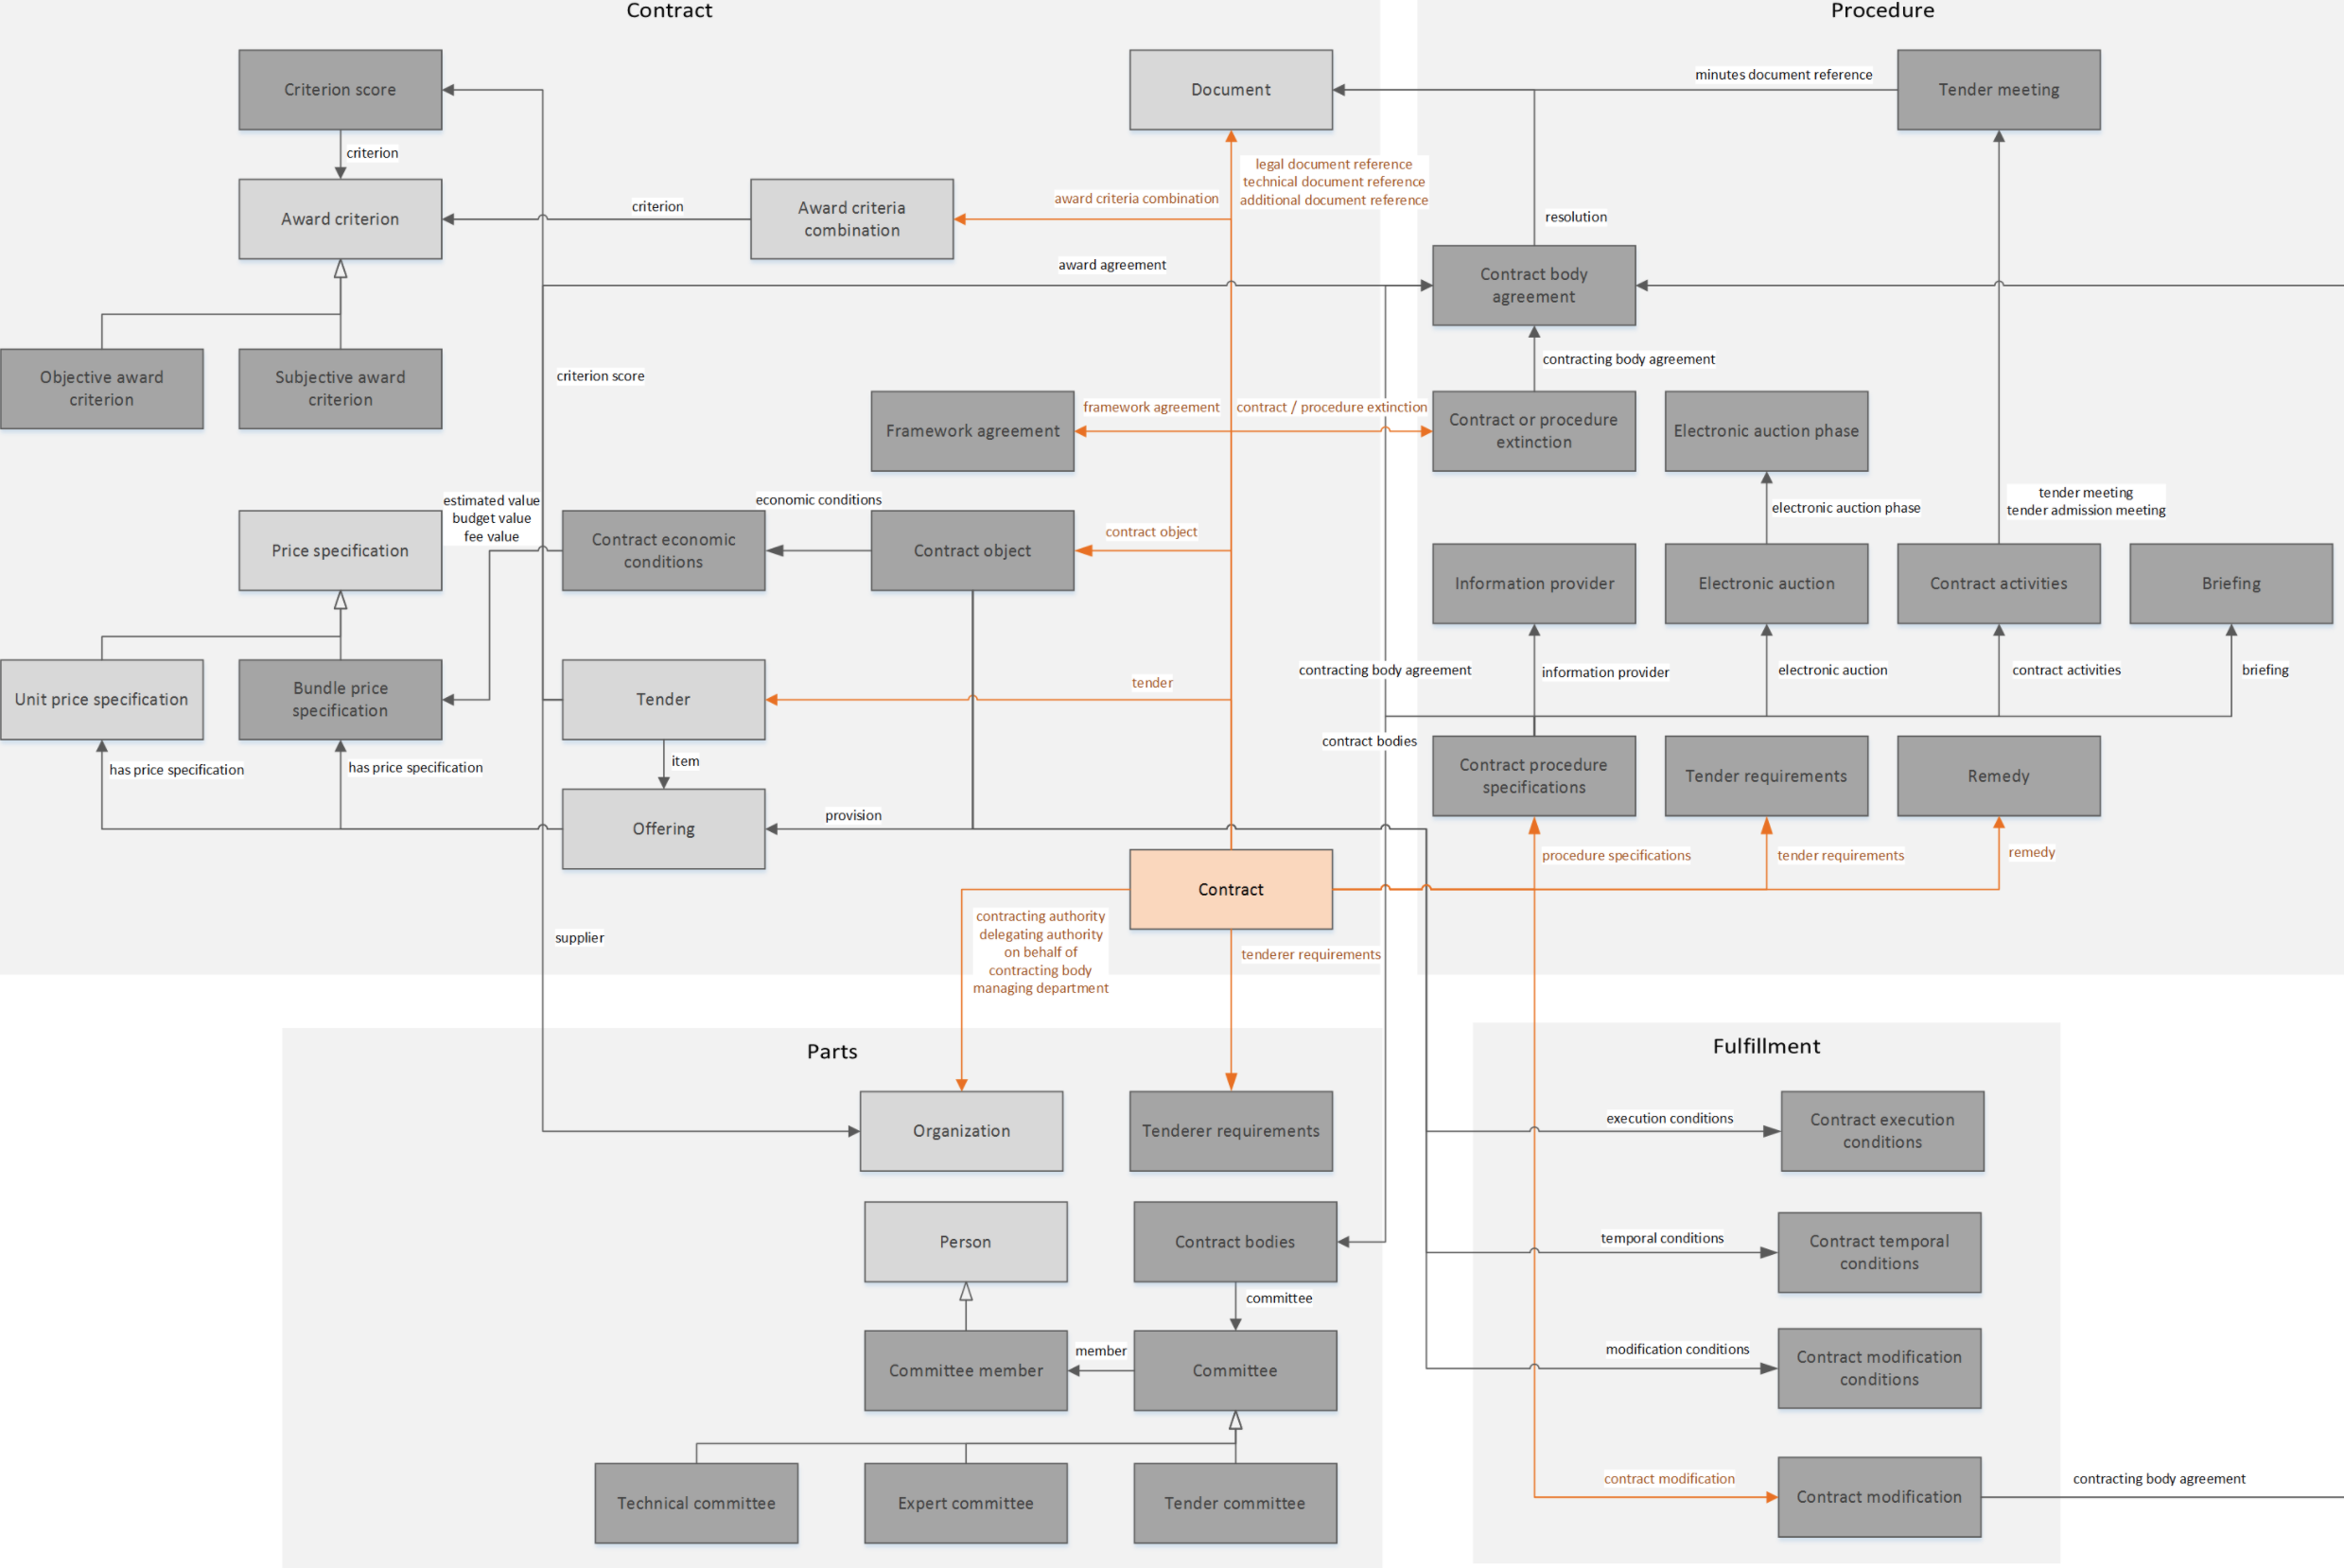 Contract
Procedure
Criterion score
Document
minutes document reference
Tender meeting
criterion
legal document reference
technical document reference
additional document reference
Award criterion
criterion
Award criteria
combination
award criteria combination
resolution
award agreement
Contract body
agreement
contracting body agreement
Objective award
criterion
Subjective award
criterion
criterion score
Framework agreement
framework agreement
contract / procedure extinction
Contract or procedure
extinction
Electronic auction phase
estimated value
budget value
fee value
economic conditions
tender meeting
tender admission meeting
electronic auction phase
Price specification
Contract economic
conditions
Contract object
contract object
Information provider
Electronic auction
Contract activities
Briefing
contracting body agreement
information provider
electronic auction
contract activities
briefing
Unit price specification
Bundle price
specification
Tender
tender
contract bodies
has price specification
has price specification
item
Contract procedure
specifications
Tender requirements
Remedy
Offering
provision
procedure specifications
tender requirements
remedy
Contract
contracting authority
delegating authority
on behalf of
contracting body
managing department
supplier
tenderer requirements
Parts
Fulfillment
Organization
Tenderer requirements
execution conditions
Contract execution
conditions
Person
Contract bodies
temporal conditions
Contract temporal
conditions
committee
Committee member
member
Committee
modification conditions
Contract modification
conditions
Technical committee
Expert committee
Tender committee
contract modification
Contract modification
contracting body agreement